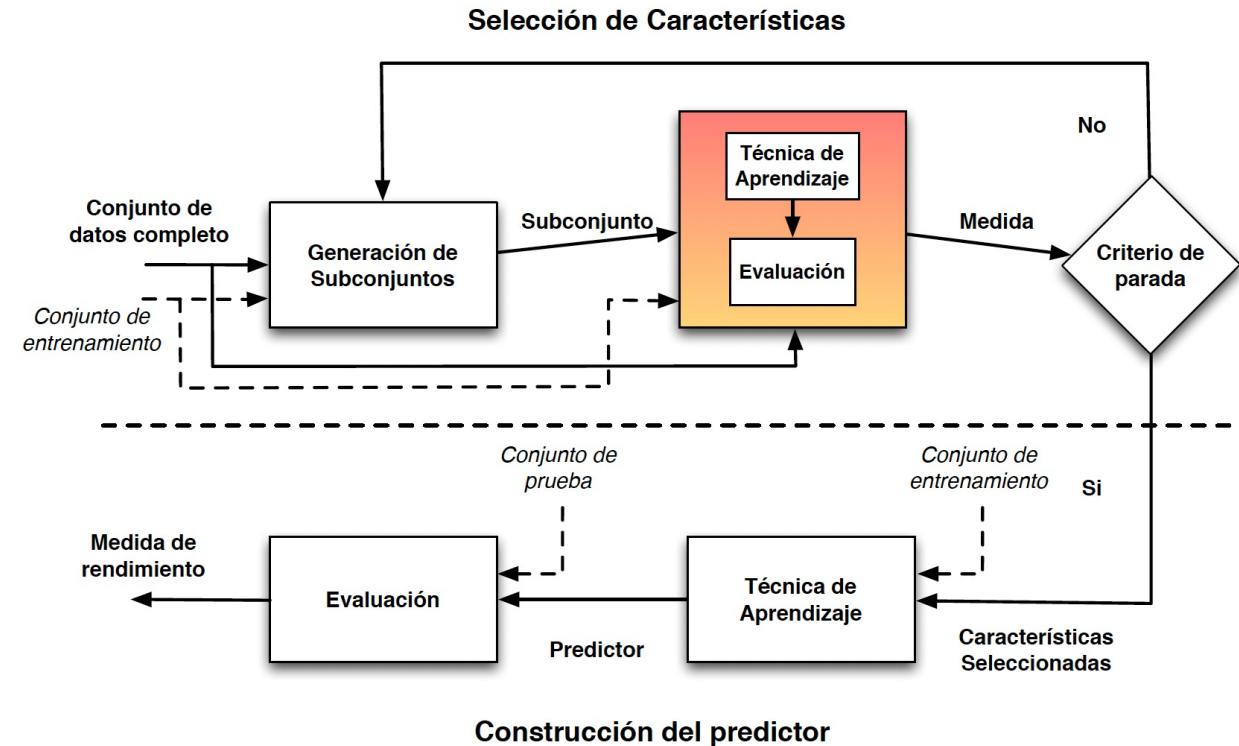 Selección de Características
No
Técnica de
Aprendizaje
Conjunto de
datos completo
Subconjunto
Medida
Generación de
Subconjuntos
Evaluación
Criterio de
parada
Conjunto de
entrenamiento
Conjunto de
prueba
Conjunto de
entrenamiento
Si
Medida de
rendimiento
Evaluación
Técnica de
Aprendizaje
Predictor
Características
Seleccionadas
Construcción del predictor